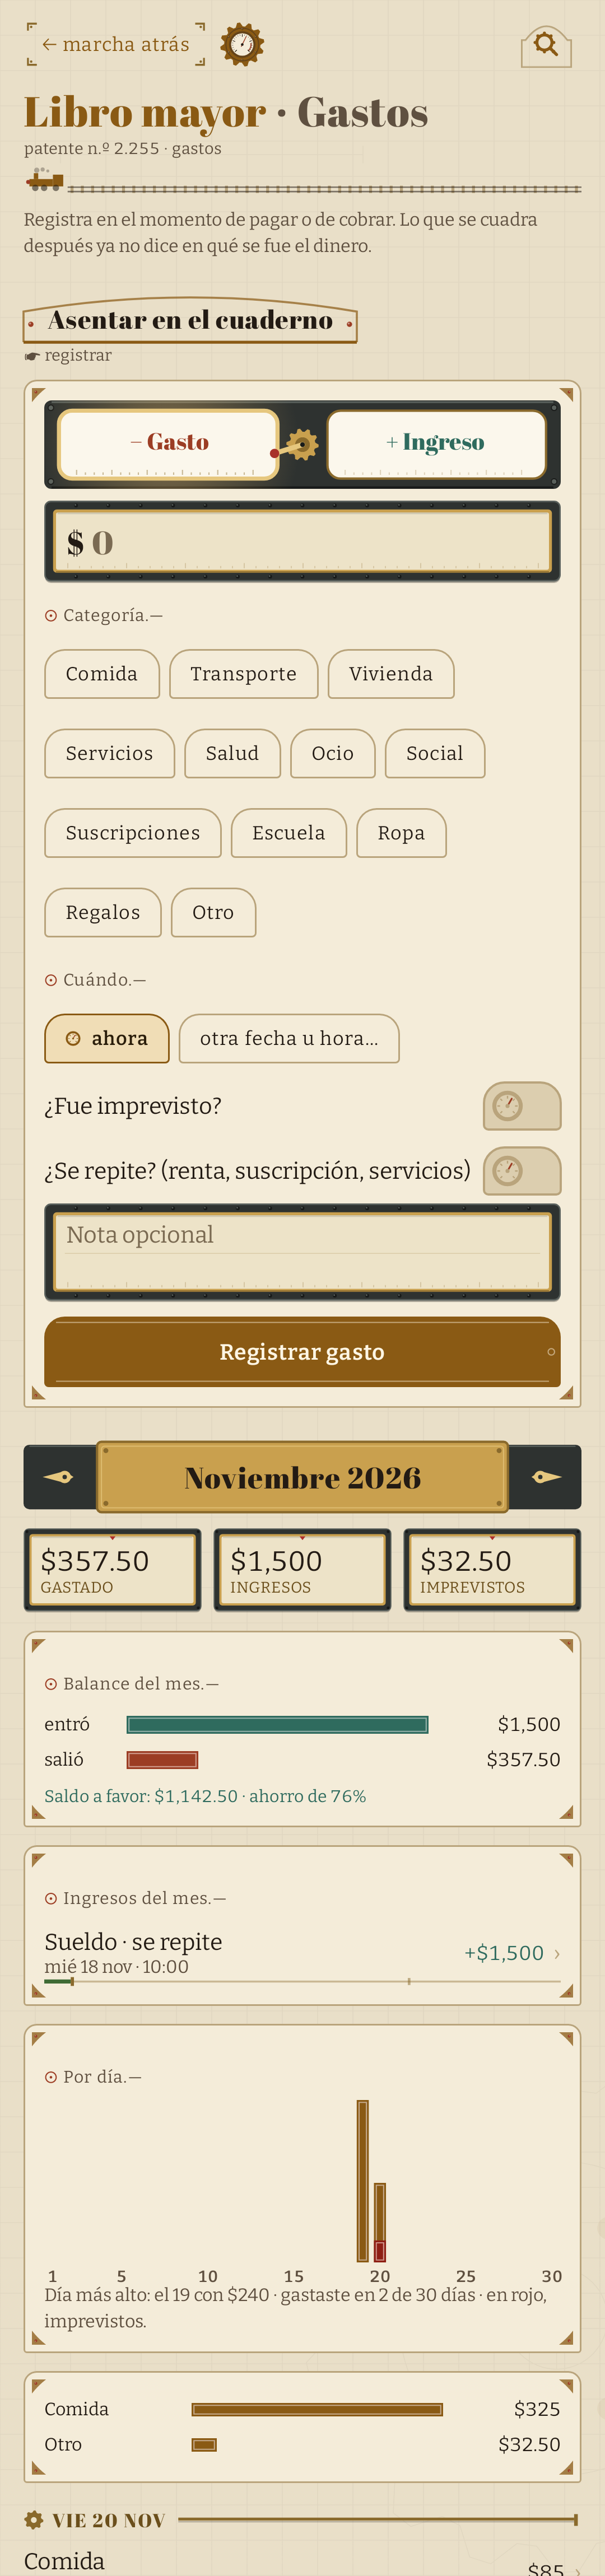 ← marcha atrás
Libro mayor · Gastos
patente n.º 2.255 · gastos
Registra en el momento de pagar o de cobrar. Lo que se cuadra
después ya no dice en qué se fue el dinero.
Asentar en el cuaderno
☛ registrar
− Gasto
+ Ingreso
$ 0
Categoría.—
Comida Transporte Vivienda
Servicios Salud Ocio Social
Suscripciones Escuela Ropa
Regalos Otro
Cuándo.—
ahora otra fecha u hora...
¿Fue imprevisto?
¿Se repite? (renta, suscripción, servicios)
Nota opcional
Registrar gasto
Noviembre 2026
$357.50 $1,500 $32.50
GASTADO INGRESOS IMPREVISTOS
Balance del mes.—
entró $1,500
salió $357.50
Saldo a favor: $1,142.50 · ahorro de 76%
Ingresos del mes.—
Sueldo · se repite
mié 18 nov · 10:00
+$1,500 ›
Por día.—
1 5 10 15 20 25 30
Día más alto: el 19 con $240 · gastaste en 2 de 30 días · en rojo,
imprevistos.
Comida $325
Otro $32.50
VIE 20 NOV
Comida
$85 ›